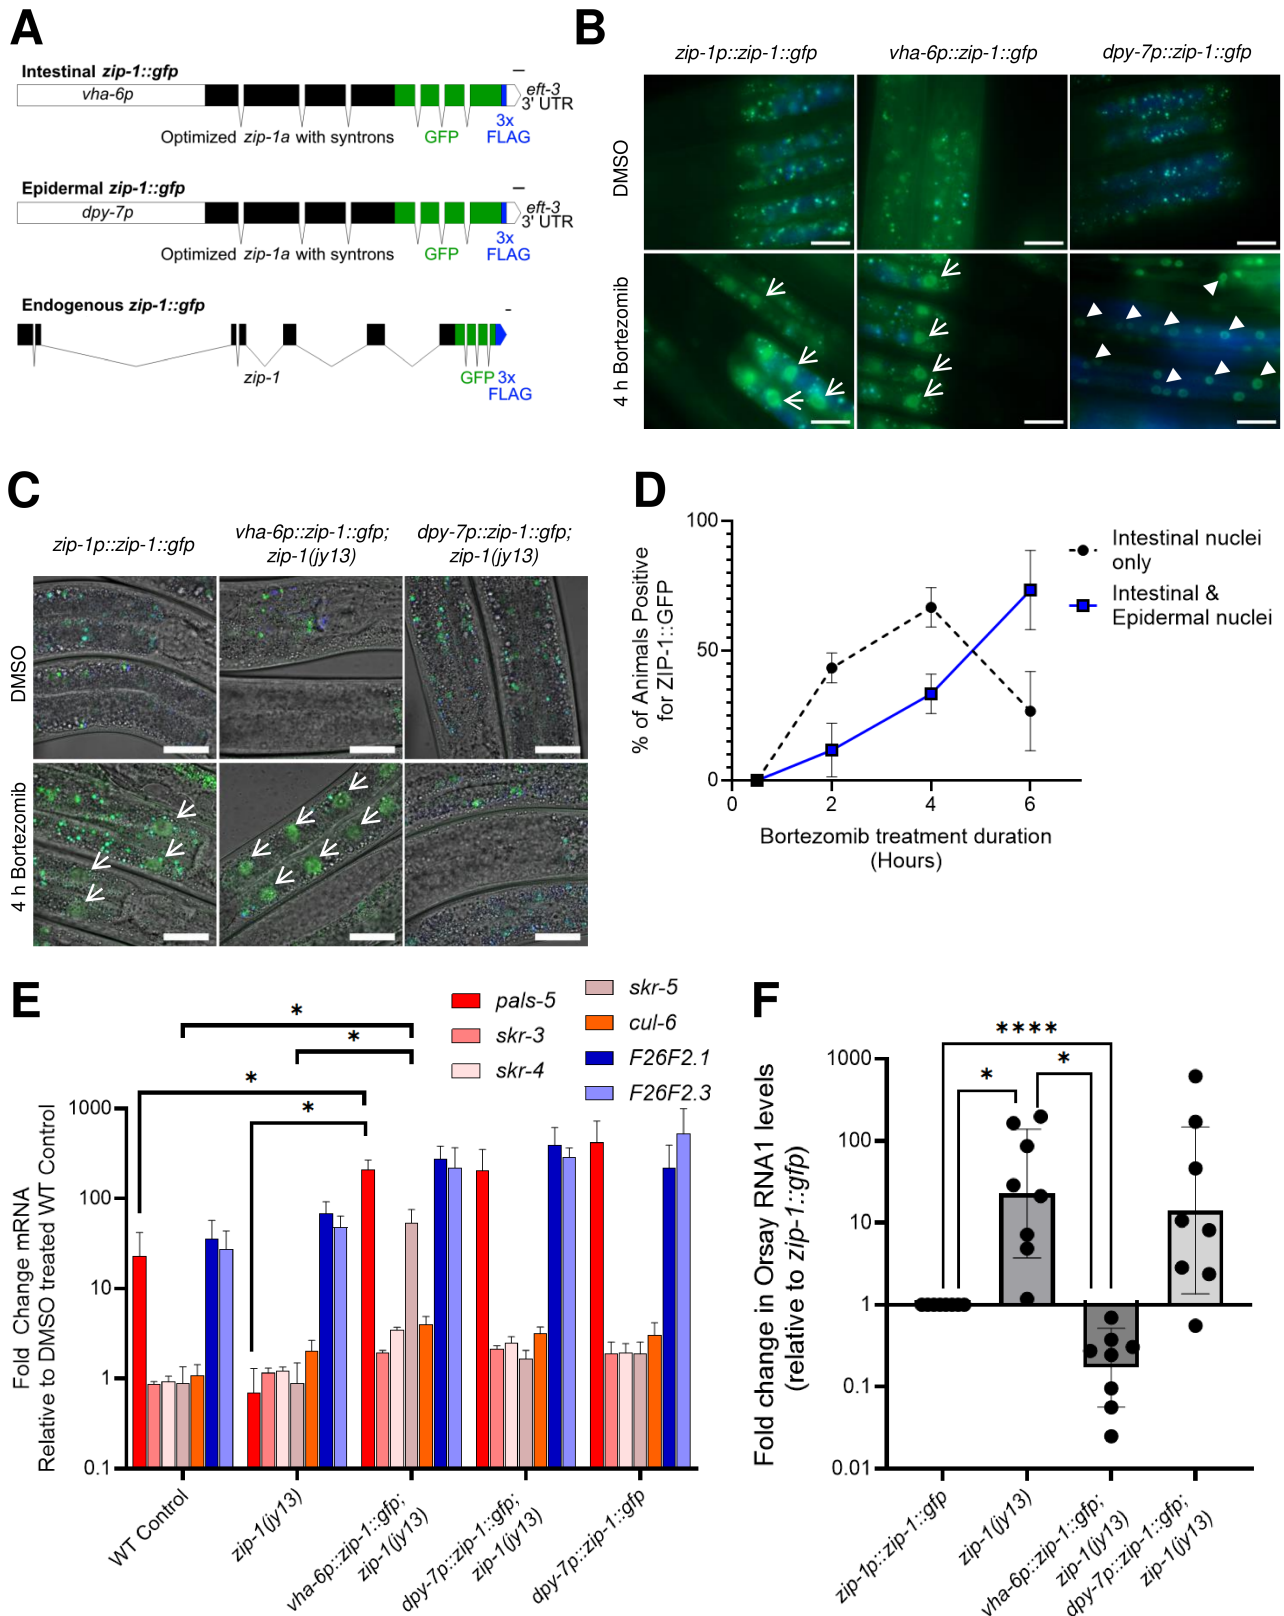 A
Intestinal zip-1::gfp
vha-6p
eft-3
3' UTR
Optimized zip-1a with syntrons
GFP
3x
FLAG
Epidermal zip-1::gfp
dpy-7p
eft-3
3' UTR
Optimized zip-1a with syntrons
GFP
3x
FLAG
Endogenous zip-1::gfp
zip-1
GFP 3x
FLAG
B
zip-1p::zip-1::gfp
vha-6p::zip-1::gfp
dpy-7p::zip-1::gfp
DMSO
4 h Bortezomib
C
zip-1p::zip-1::gfp
vha-6p::zip-1::gfp;
zip-1(jy13)
dpy-7p::zip-1::gfp;
zip-1(jy13)
DMSO
4 h Bortezomib
D
% of Animals Positive
for ZIP-1::GFP
100
50
0
0
2
4
6
Bortezomib treatment duration
(Hours)
Intestinal nuclei
only
Intestinal &
Epidermal nuclei
E
pals-5
skr-3
skr-4
skr-5
cul-6
F26F2.1
F26F2.3
*
*
*
*
Fold Change mRNA
Relative to DMSO treated WT Control
1000
100
10
1
0.1
WT Control
zip-1(jy13)
vha-6p::zip-1::gfp;
zip-1(jy13)
dpy-7p::zip-1::gfp;
zip-1(jy13)
dpy-7p::zip-1::gfp
F
****
*
*
Fold change in Orsay RNA1 levels
(relative to zip-1::gfp)
1000
100
10
1
0.1
0.01
zip-1p::zip-1::gfp
zip-1(jy13)
vha-6p::zip-1::gfp;
zip-1(jy13)
dpy-7p::zip-1::gfp;
zip-1(jy13)